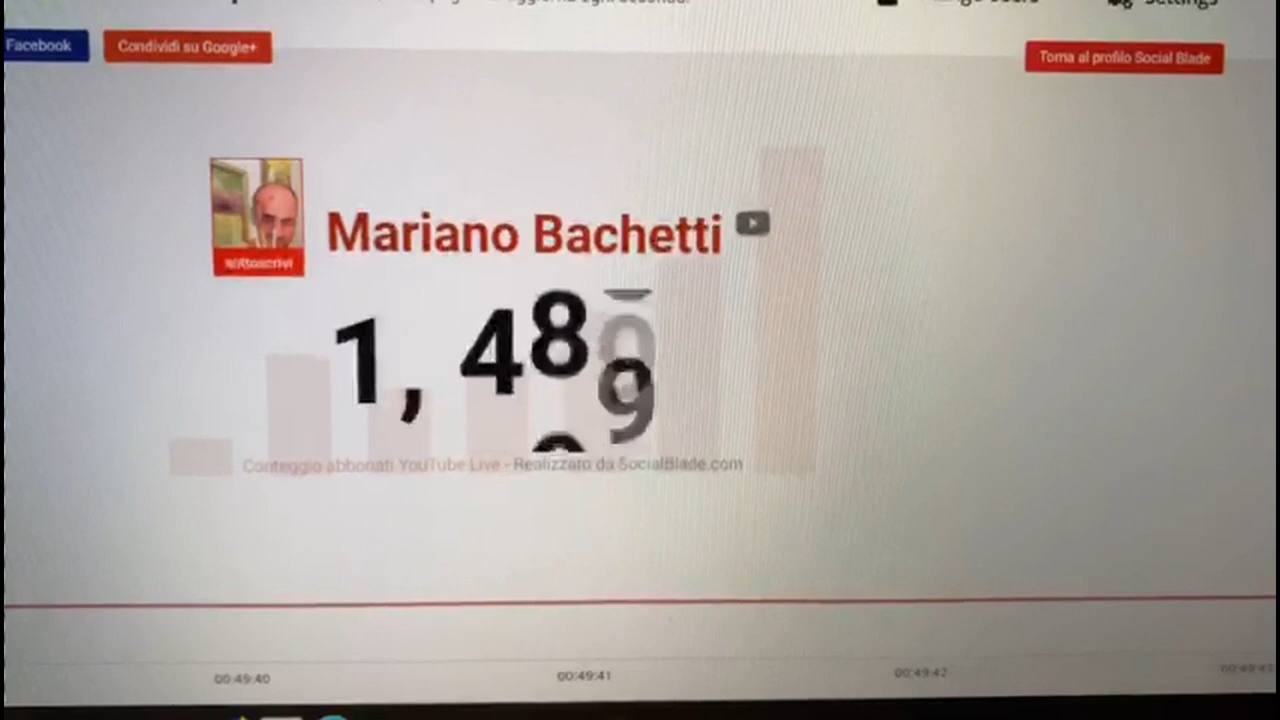 Facebook
Condividi su Google+
Torna al profilo Social Blade
Mariano Bachetti
1, 48
Conteggio abbonati YouTube Live - Realizzato da SocialBlade.com
00:49:40
00:49:41
00:49:42